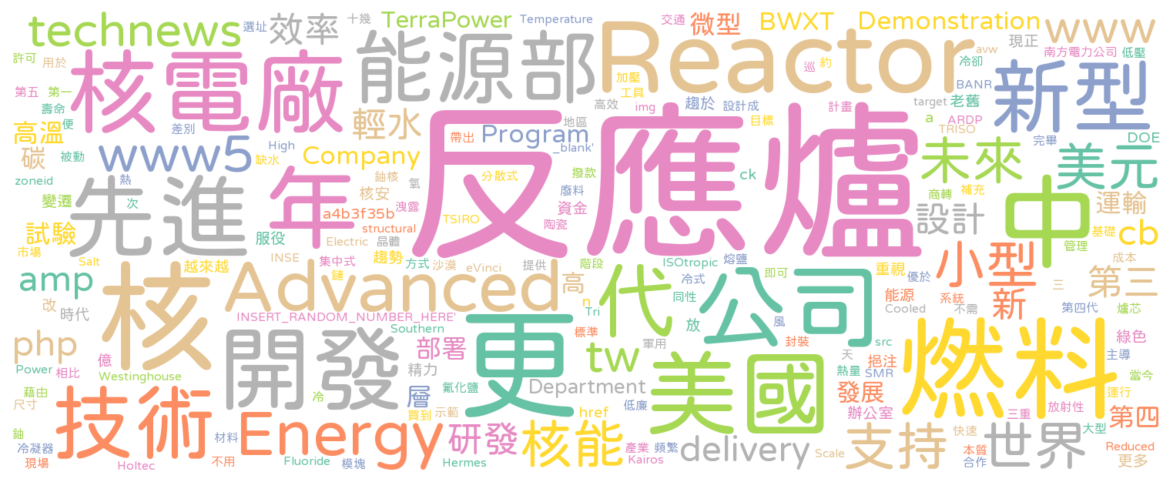 technews 選址 效率 十幾 TerraPower Temperature 交通 微型 BWXT Demonstration www
許可 用於 核電廠 能源部 Reactor 加壓 巡 約 現正 avw 南方電力公司 低壓
第五 第一 高效 工具 img 趨於 設計成 計畫 冷卻 BANR 新型
壽命 便 輕水 地區 目標 target 老舊 ARDP
高溫 差別 帶出 Program _blank' 反應爐 a TRISO 完畢 DOE
碳 被動 缺水 High www5 Company 鈾核 分散式 撥款 ck 未來 美元
zoneid 熱 先進 年 核安 氫 廢料 商轉 補充 中 運輸
變遷 次 a4b3f35b 洩露 TSIRO 資金 陶瓷 設計
試驗 服役 structural 基礎 cb
市場 Salt 越來越 INSE Electric 晶體 趨勢 方式 沙漠 eVinci 提供 階段 ISOtropic 熔鹽 重視 優於 小型 管理 成本
amp 核 Advanced 集中式 鏈 高 代 冷式 即可 公司 能源 系統 第三
改 時代 INSERT_RANDOM_NUMBER_HERE' n 同性 新 不需 三 第四代 爐芯
php 億 開發 部署 Southern 更 Tri 放 風 標準 封裝 src Cooled 燃料 綠色
Power 相比 Westinghouse 精力 tw 軍用 天 熱量 SMR 挹注 主導 當今
藉由 冷 氟化鹽 層 Department 美國 發展 運行
尺寸 技術 Energy 買到 示範 href 低廉 辦公室 三重 放射性 第四
鈾 研發 核能 大型
冷凝器 材料 產業 頻繁 delivery 支持 快速 世界 Reduced
現場 Holtec 不用 Fluoride 模塊 Hermes Kairos Scale 本質 合作 更多